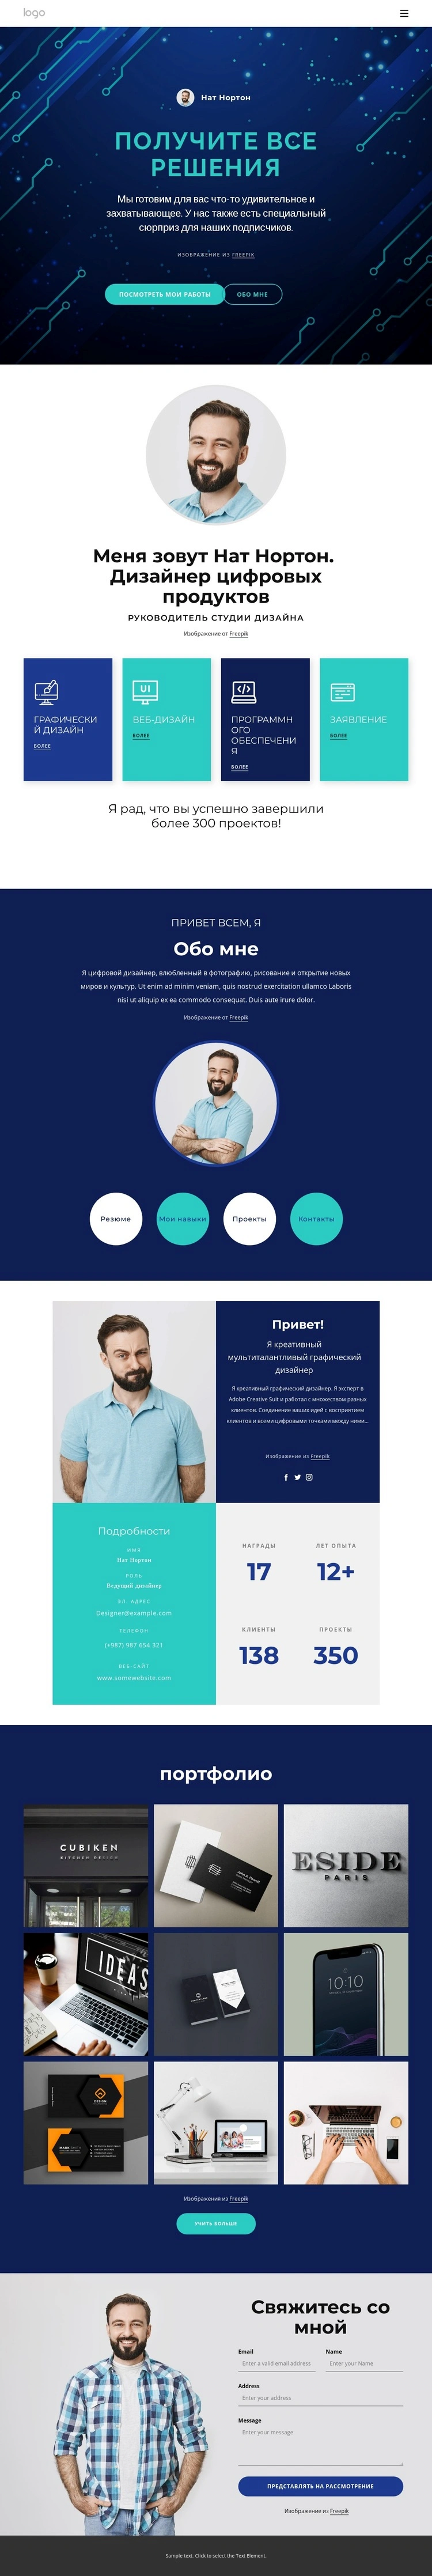 logo
Нат Нортон
ПОЛУЧИТЕ ВСЕ
РЕШЕНИЯ
Мы готовим для вас что-то удивительное и
захватывающее. У нас также есть специальный
сюрприз для наших подписчиков.
ИЗОБРАЖЕНИЕ ИЗ FREEPIK
ПОСМОТРЕТЬ МОИ РАБОТЫ
ОБО МНЕ
Меня зовут Нат Нортон.
Дизайнер цифровых
продуктов
РУКОВОДИТЕЛЬ СТУДИИ ДИЗАЙНА
Изображение от Freepik
ГРАФИЧЕСКИ
Й ДИЗАЙН
БОЛЕЕ
UI
ВЕБ-ДИЗАЙН
БОЛЕЕ
ПРОГРАММН
ОГО
ОБЕСПЕЧЕНИ
Я
БОЛЕЕ
ЗАЯВЛЕНИЕ
БОЛЕЕ
Я рад, что вы успешно завершили
более 300 проектов!
ПРИВЕТ ВСЕМ, Я
Обо мне
Я цифровой дизайнер, влюбленный в фотографию, рисование и открытие новых
миров и культур. Ut enim ad minim veniam, quis nostrud exercitation ullamco Laboris
nisi ut aliquip ex ea commodo consequat. Duis aute irure dolor.
Изображение от Freepik
Резюме
Мои навыки
Проекты
Контакты
Привет!
Я креативный
мультиталантливый графический
дизайнер
Я креативный графический дизайнер. Я эксперт в
Adobe Creative Suit и работал с множеством разных
клиентов. Соединение ваших идей с восприятием
клиентов и всеми цифровыми точками между ними...
Изображение из Freepik
Подробности
ИМЯ
Нат Нортон
РОЛЬ
Ведущий дизайнер
ЭЛ. АДРЕС
Designer@example.com
ТЕЛЕФОН
(+987) 987 654 321
ВЕБ-САЙТ
www.somewebsite.com
НАГРАДЫ
17
ЛЕТ ОПЫТА
12+
КЛИЕНТЫ
138
ПРОЕКТЫ
350
портфолио
CUBIKEN
KITCHEN DESIGN
ESIDE
PARIS
IDEAS
10:10
Изображения из Freepik
УЧИТЬ БОЛЬШЕ
Свяжитесь со
мной
Email
Name
Enter a valid email address
Enter your Name
Address
Enter your address
Message
Enter your message
ПРЕДСТАВЛЯТЬ НА РАССМОТРЕНИЕ
Изображение из Freepik
Sample text. Click to select the Text Element.